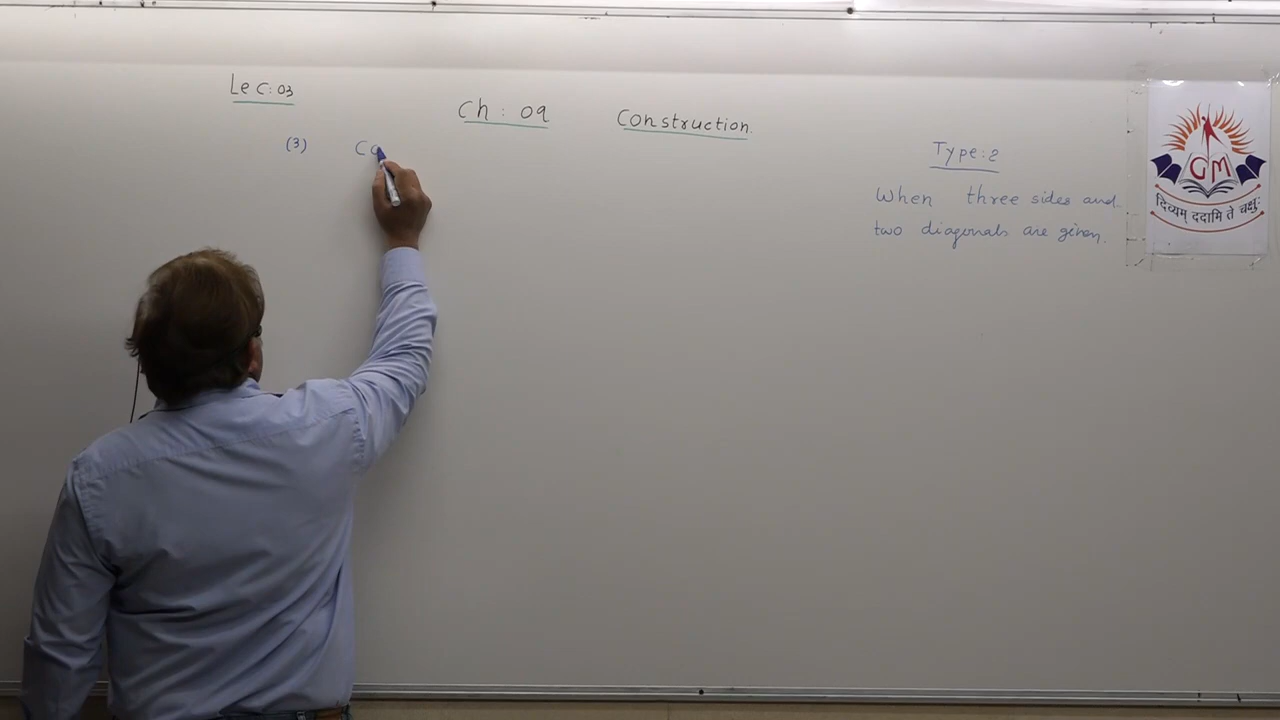 Lec:03
Ch: 09 Construction.
(3) Co
Type:2
When three sides and
two diagonals are given.
GM
दिव्यम् ददामि ते चक्षुः